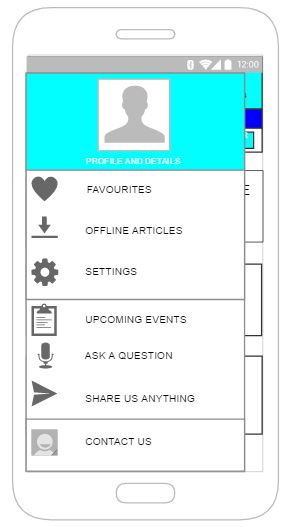 12:00
PROFILE AND DETAILS
FAVOURITES
OFFLINE ARTICLES
SETTINGS
UPCOMING EVENTS
ASK A QUESTION
SHARE US ANYTHING
CONTACT US